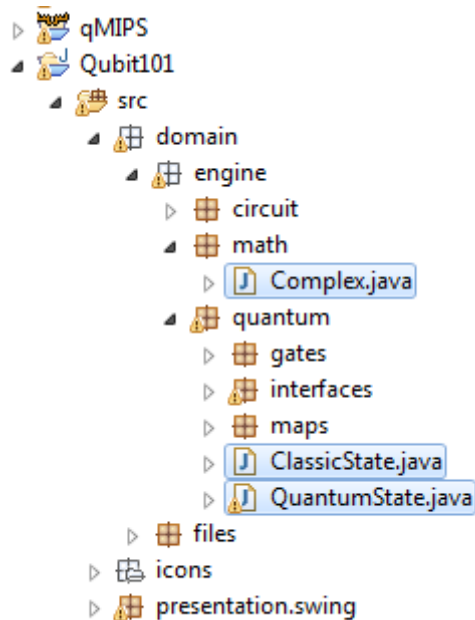 qMIPS
Qubit101
src
domain
engine
circuit
math
Complex.java
quantum
gates
interfaces
maps
ClassicState.java
QuantumState.java
files
icons
presentation.swing